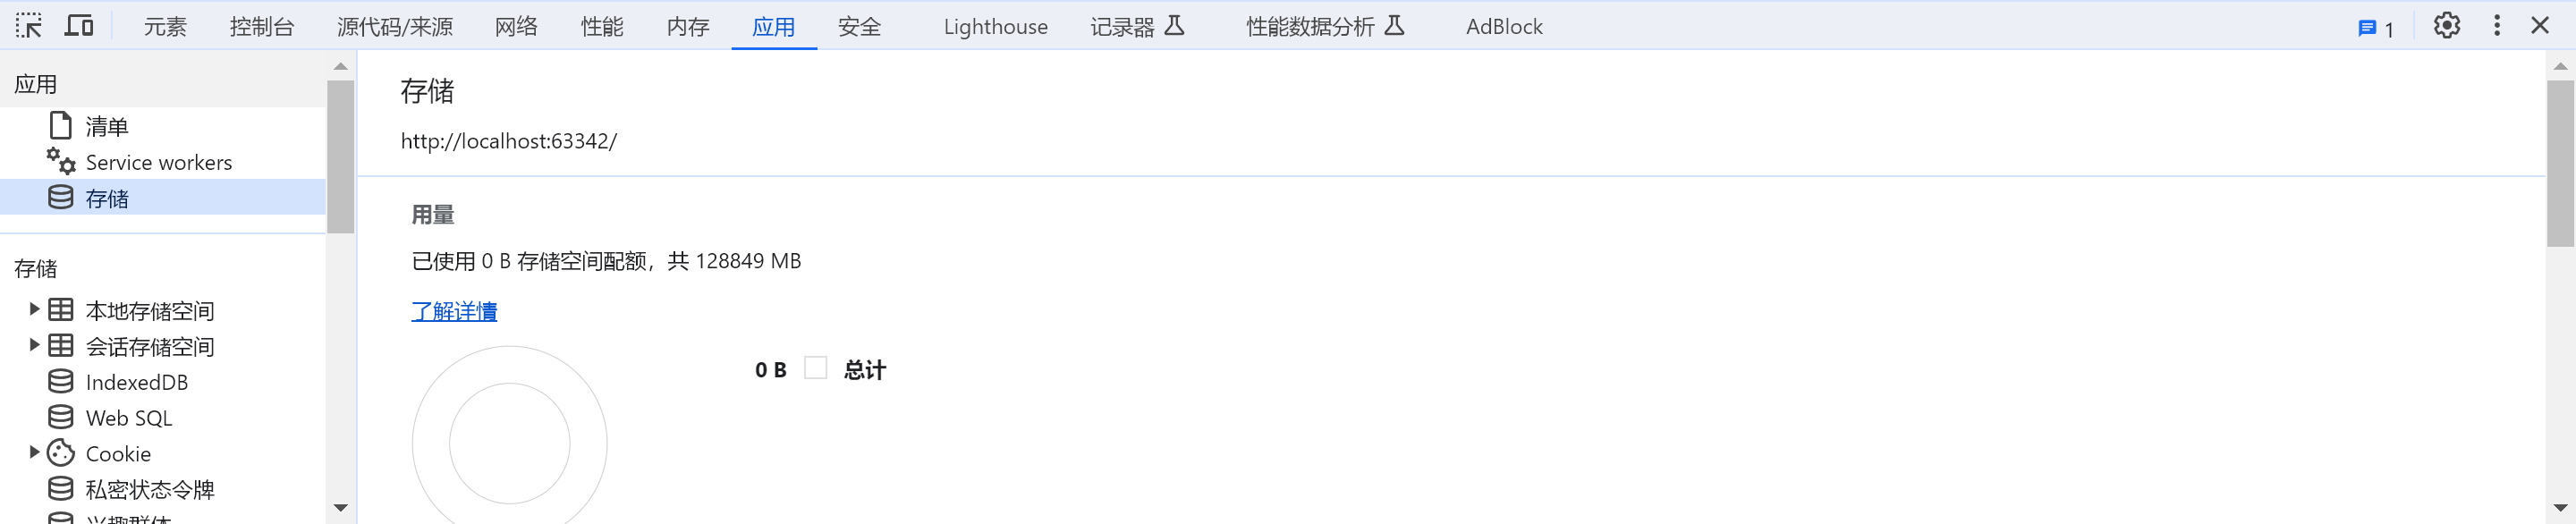 元素 控制台 源代码/来源 网络 性能 内存 应用 安全 Lighthouse 记录器 性能数据分析 AdBlock 1
应用
清单
Service workers
存储
存储
本地存储空间
会话存储空间
IndexedDB
Web SQL
Cookie
私密状态令牌
兴趣群体
存储
http://localhost:63342/
用量
已使用 0 B 存储空间配额，共 128849 MB
了解详情
0 B 总计